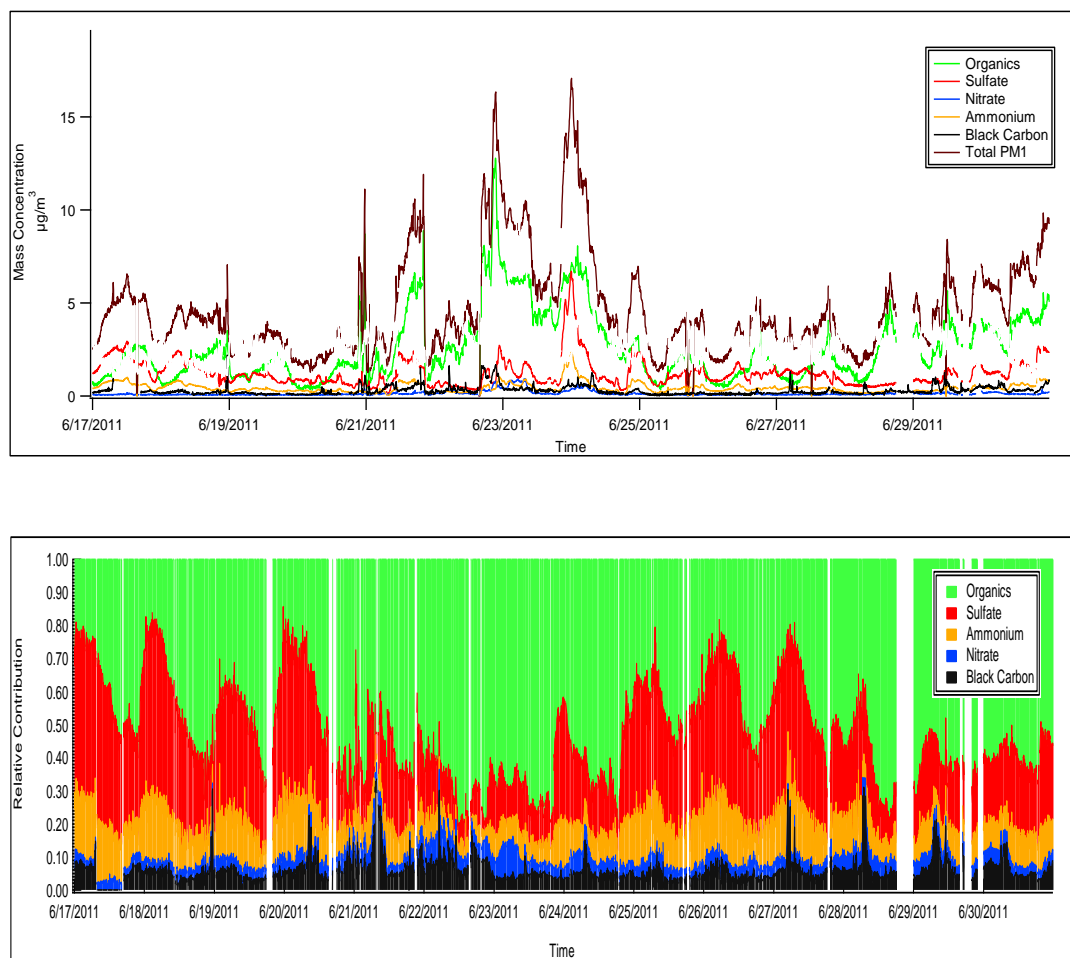 Organics
Sulfate
Nitrate
Ammonium
Black Carbon
Total PM1
Mass Concentration
µg/m³
15
10
5
0
6/17/2011 6/19/2011 6/21/2011 6/23/2011 6/25/2011 6/27/2011 6/29/2011
Time
Relative Contribution
1.00
0.90
0.80
0.70
0.60
0.50
0.40
0.30
0.20
0.10
0.00
Organics
Sulfate
Ammonium
Nitrate
Black Carbon
6/17/2011 6/18/2011 6/19/2011 6/20/2011 6/21/2011 6/22/2011 6/23/2011 6/24/2011 6/25/2011 6/26/2011 6/27/2011 6/28/2011 6/29/2011 6/30/2011
Time